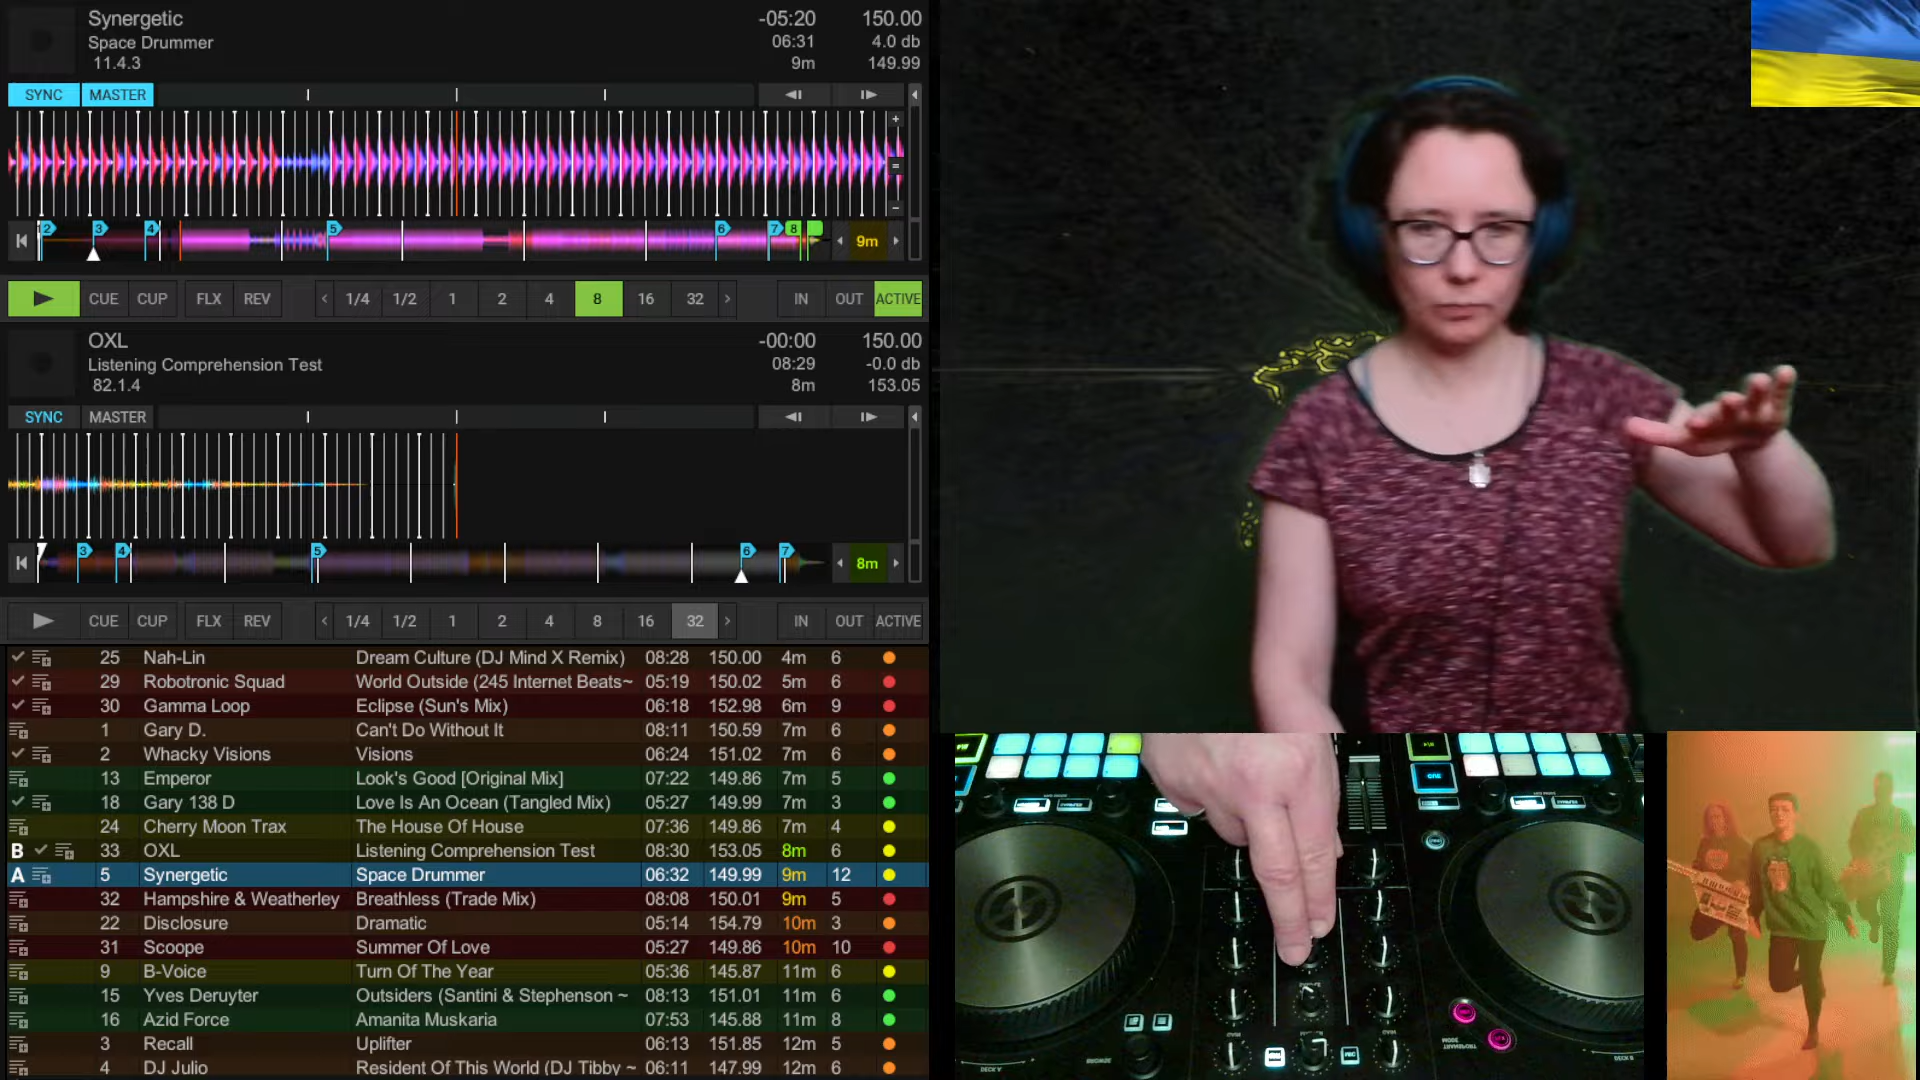 Synergetic -05:20 150.00
Space Drummer 06:31 4.0 db
11.4.3 9m 149.99
SYNC MASTER
+
=
−
2 3 4 5 6 7 8 9m
CUE CUP FLX REV 1/4 1/2 1 2 4 8 16 32 IN OUT ACTIVE
OXL -00:00 150.00
Listening Comprehension Test 08:29 -0.0 db
82.1.4 8m 153.05
SYNC MASTER
3 4 5 6 7 8m
CUE CUP FLX REV 1/4 1/2 1 2 4 8 16 32 IN OUT ACTIVE
25 Nah-Lin Dream Culture (DJ Mind X Remix) 08:28 150.00 4m 6
29 Robotronic Squad World Outside (245 Internet Beats~ 05:19 150.02 5m 6
30 Gamma Loop Eclipse (Sun's Mix) 06:18 152.98 6m 9
1 Gary D. Can't Do Without It 08:11 150.59 7m 6
2 Whacky Visions Visions 06:24 151.02 7m 6
13 Emperor Look's Good [Original Mix] 07:22 149.86 7m 5
18 Gary 138 D Love Is An Ocean (Tangled Mix) 05:27 149.99 7m 3
24 Cherry Moon Trax The House Of House 07:36 149.86 7m 4
B 33 OXL Listening Comprehension Test 08:30 153.05 8m 6
A 5 Synergetic Space Drummer 06:32 149.99 9m 12
32 Hampshire & Weatherley Breathless (Trade Mix) 08:08 150.01 9m 5
22 Disclosure Dramatic 05:14 154.79 10m 3
31 Scoope Summer Of Love 05:27 149.86 10m 10
9 B-Voice Turn Of The Year 05:36 145.87 11m 6
15 Yves Deruyter Outsiders (Santini & Stephenson ~ 08:13 151.01 11m 6
16 Azid Force Amanita Muskaria 07:53 145.88 11m 8
3 Recall Uplifter 06:13 151.85 12m 5
4 DJ Julio Resident Of This World (DJ Tibby ~ 06:11 147.99 12m 6